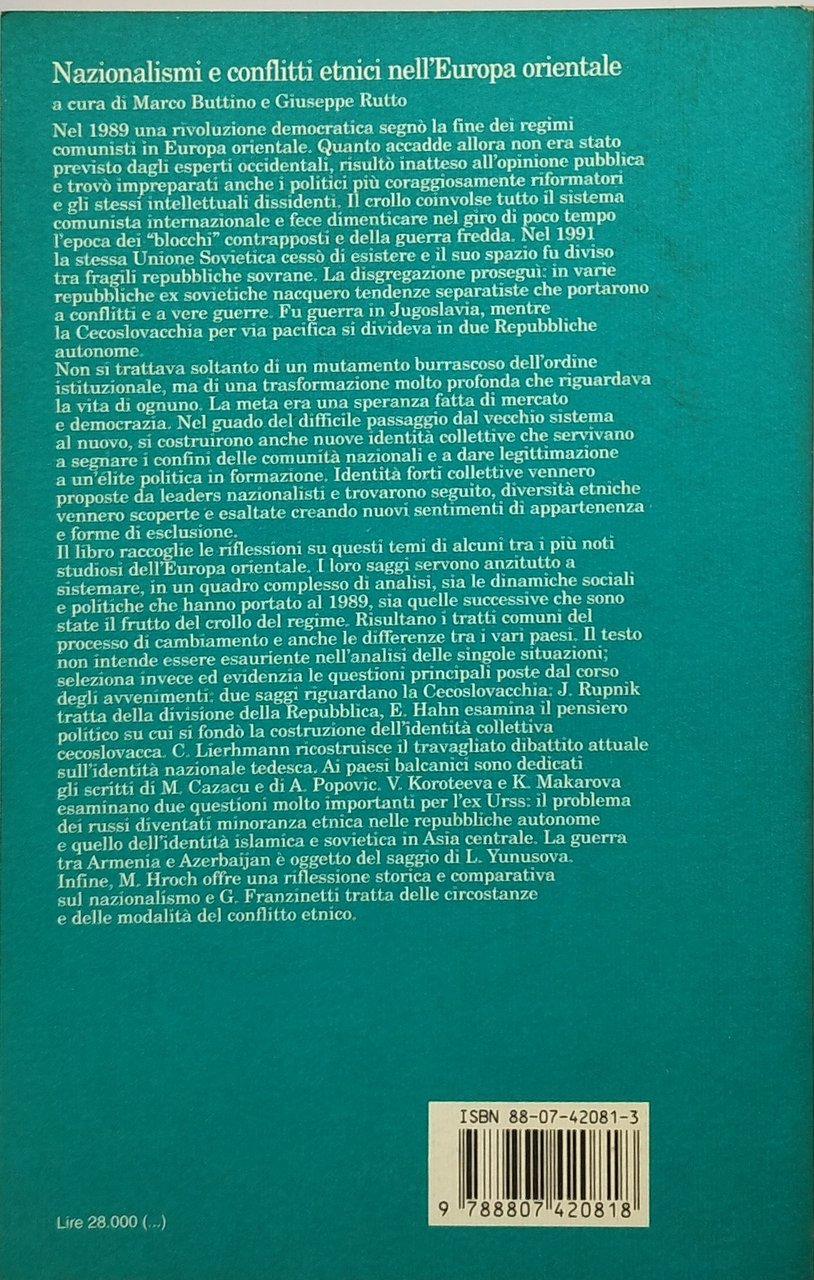 Nazionalismi e conflitti etnici nell'Europa orientale
a cura di Marco Buttino e Giuseppe Rutto
Nel 1989 una rivoluzione democratica segnò la fine dei regimi
comunisti in Europa orientale. Quanto accadde allora non era stato
previsto dagli esperti occidentali, risultò inatteso all'opinione pubblica
e trovò impreparati anche i politici più coraggiosamente riformatori
e gli stessi intellettuali dissidenti. Il crollo coinvolse tutto il sistema
comunista internazionale e fece dimenticare nel giro di poco tempo
l'epoca dei “blocchi” contrapposti e della guerra fredda. Nel 1991
la stessa Unione Sovietica cessò di esistere e il suo spazio fu diviso
tra fragili repubbliche sovrane. La disgregazione proseguì: in varie
repubbliche ex sovietiche nacquero tendenze separatiste che portarono
a conflitti e a vere guerre. Fu guerra in Jugoslavia, mentre
la Cecoslovacchia per via pacifica si divideva in due Repubbliche
autonome.
Non si trattava soltanto di un mutamento burrascoso dell'ordine
istituzionale, ma di una trasformazione molto profonda che riguardava
la vita di ognuno. La meta era una speranza fatta di mercato
e democrazia. Nel guado del difficile passaggio dal vecchio sistema
al nuovo, si costruirono anche nuove identità collettive che servivano
a segnare i confini delle comunità nazionali e a dare legittimazione
a un'élite politica in formazione. Identità forti collettive vennero
proposte da leaders nazionalisti e trovarono seguito, diversità etniche
vennero scoperte e esaltate creando nuovi sentimenti di appartenenza
e forme di esclusione.
Il libro raccoglie le riflessioni su questi temi di alcuni tra i più noti
studiosi dell'Europa orientale. I loro saggi servono anzitutto a
sistemare, in un quadro complesso di analisi, sia le dinamiche sociali
e politiche che hanno portato al 1989, sia quelle successive che sono
state il frutto del crollo del regime. Risultano i tratti comuni del
processo di cambiamento e anche le differenze tra i vari paesi. Il testo
non intende essere esauriente nell'analisi delle singole situazioni;
seleziona invece ed evidenzia le questioni principali poste dal corso
degli avvenimenti: due saggi riguardano la Cecoslovacchia: J. Rupnik
tratta della divisione della Repubblica, E. Hahn esamina il pensiero
politico su cui si fondò la costruzione dell'identità collettiva
cecoslovacca. C. Lierhmann ricostruisce il travagliato dibattito attuale
sull'identità nazionale tedesca. Ai paesi balcanici sono dedicati
gli scritti di M. Cazacu e di A. Popovic. V. Koroteeva e K. Makarova
esaminano due questioni molto importanti per l'ex Urss: il problema
dei russi diventati minoranza etnica nelle repubbliche autonome
e quello dell'identità islamica e sovietica in Asia centrale. La guerra
tra Armenia e Azerbaijan è oggetto del saggio di L. Yunusova.
Infine, M. Hroch offre una riflessione storica e comparativa
sul nazionalismo e G. Franzinetti tratta delle circostanze
e delle modalità del conflitto etnico.
ISBN 88-07-42081-3
9 788807 420818
Lire 28.000 (...)